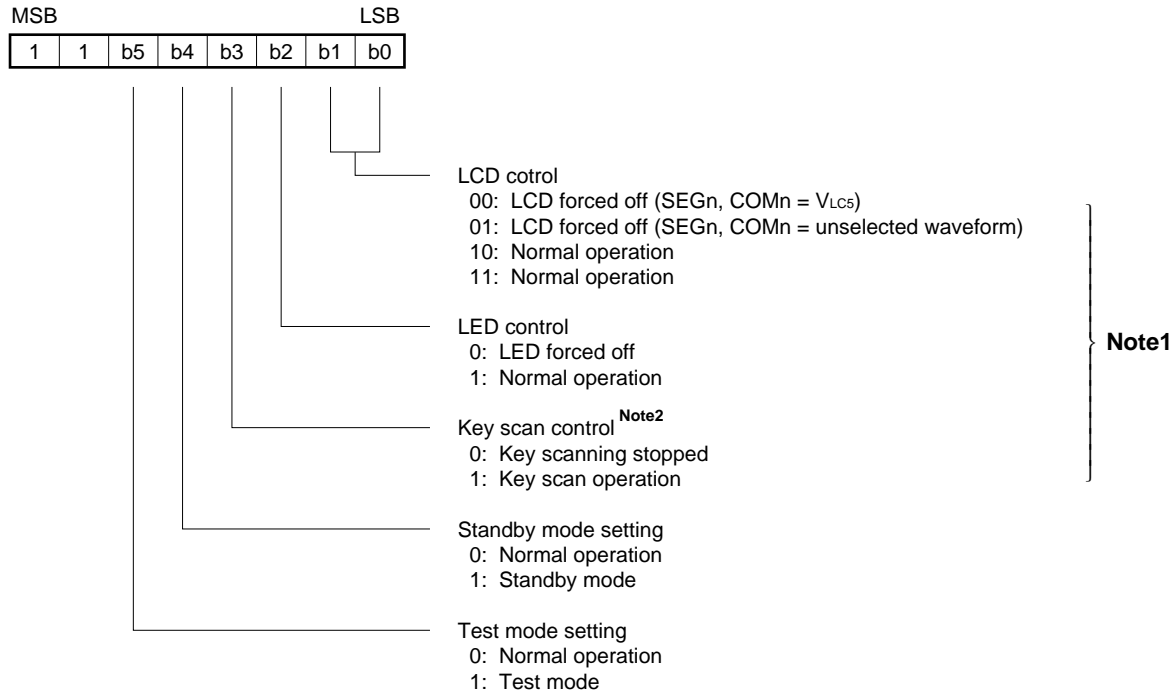 MSB LSB
1 1 b5 b4 b3 b2 b1 b0
LCD cotrol
00: LCD forced off (SEGn, COMn = VLC5)
01: LCD forced off (SEGn, COMn = unselected waveform)
10: Normal operation
11: Normal operation
LED control
0: LED forced off
1: Normal operation
Note1
Key scan control Note2
0: Key scanning stopped
1: Key scan operation
Standby mode setting
0: Normal operation
1: Standby mode
Test mode setting
0: Normal operation
1: Test mode